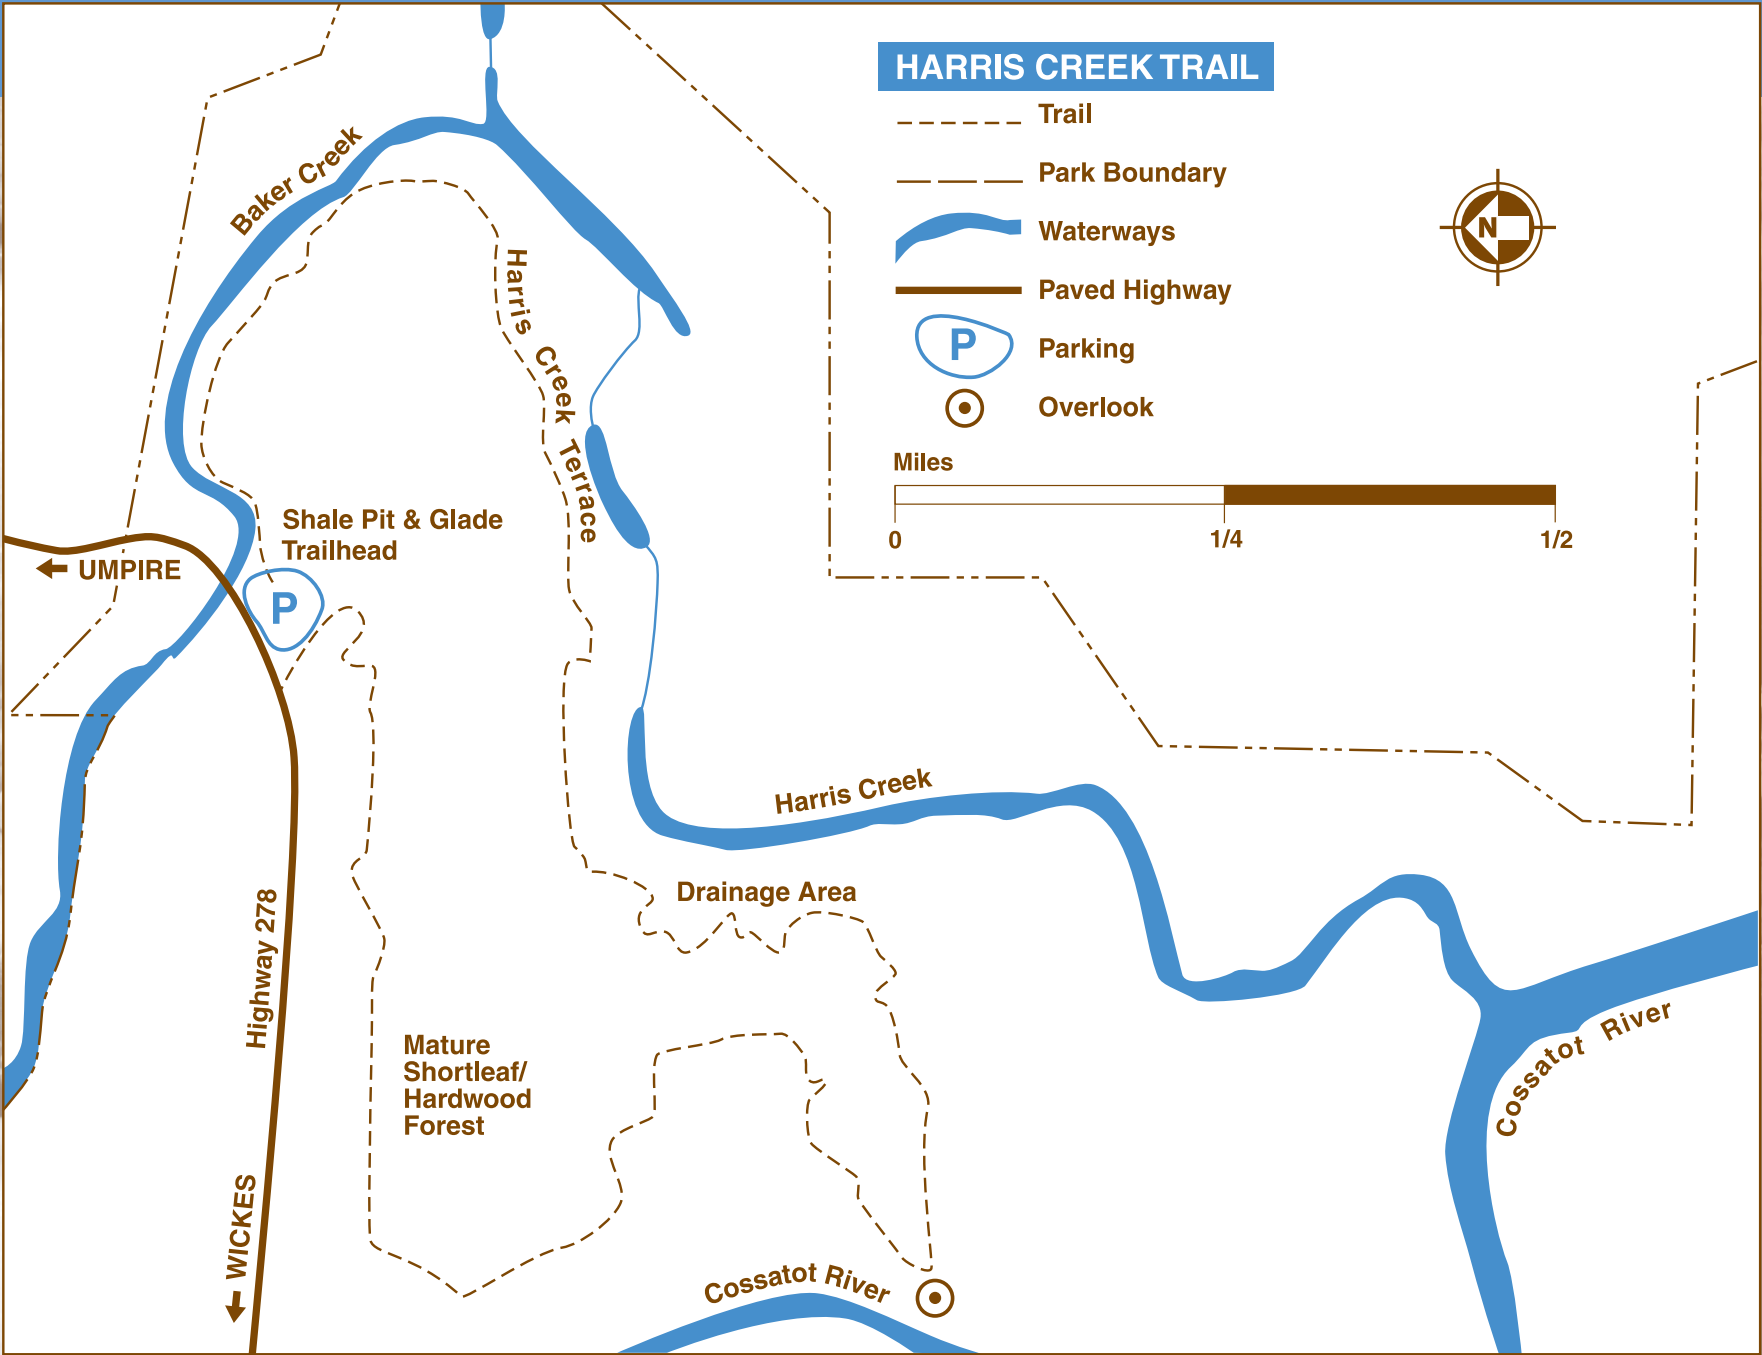 HARRIS CREEK TRAIL
Trail
Park Boundary
Waterways
Paved Highway
P
Parking
Overlook
Miles
0
1/4
1/2
N
Baker Creek
Harris Creek Terrace
Shale Pit & Glade
Trailhead
UMPIRE
P
Harris Creek
Drainage Area
Highway 278
Mature
Shortleaf/
Hardwood
Forest
WICKES
Cossatot River
Cossatot River